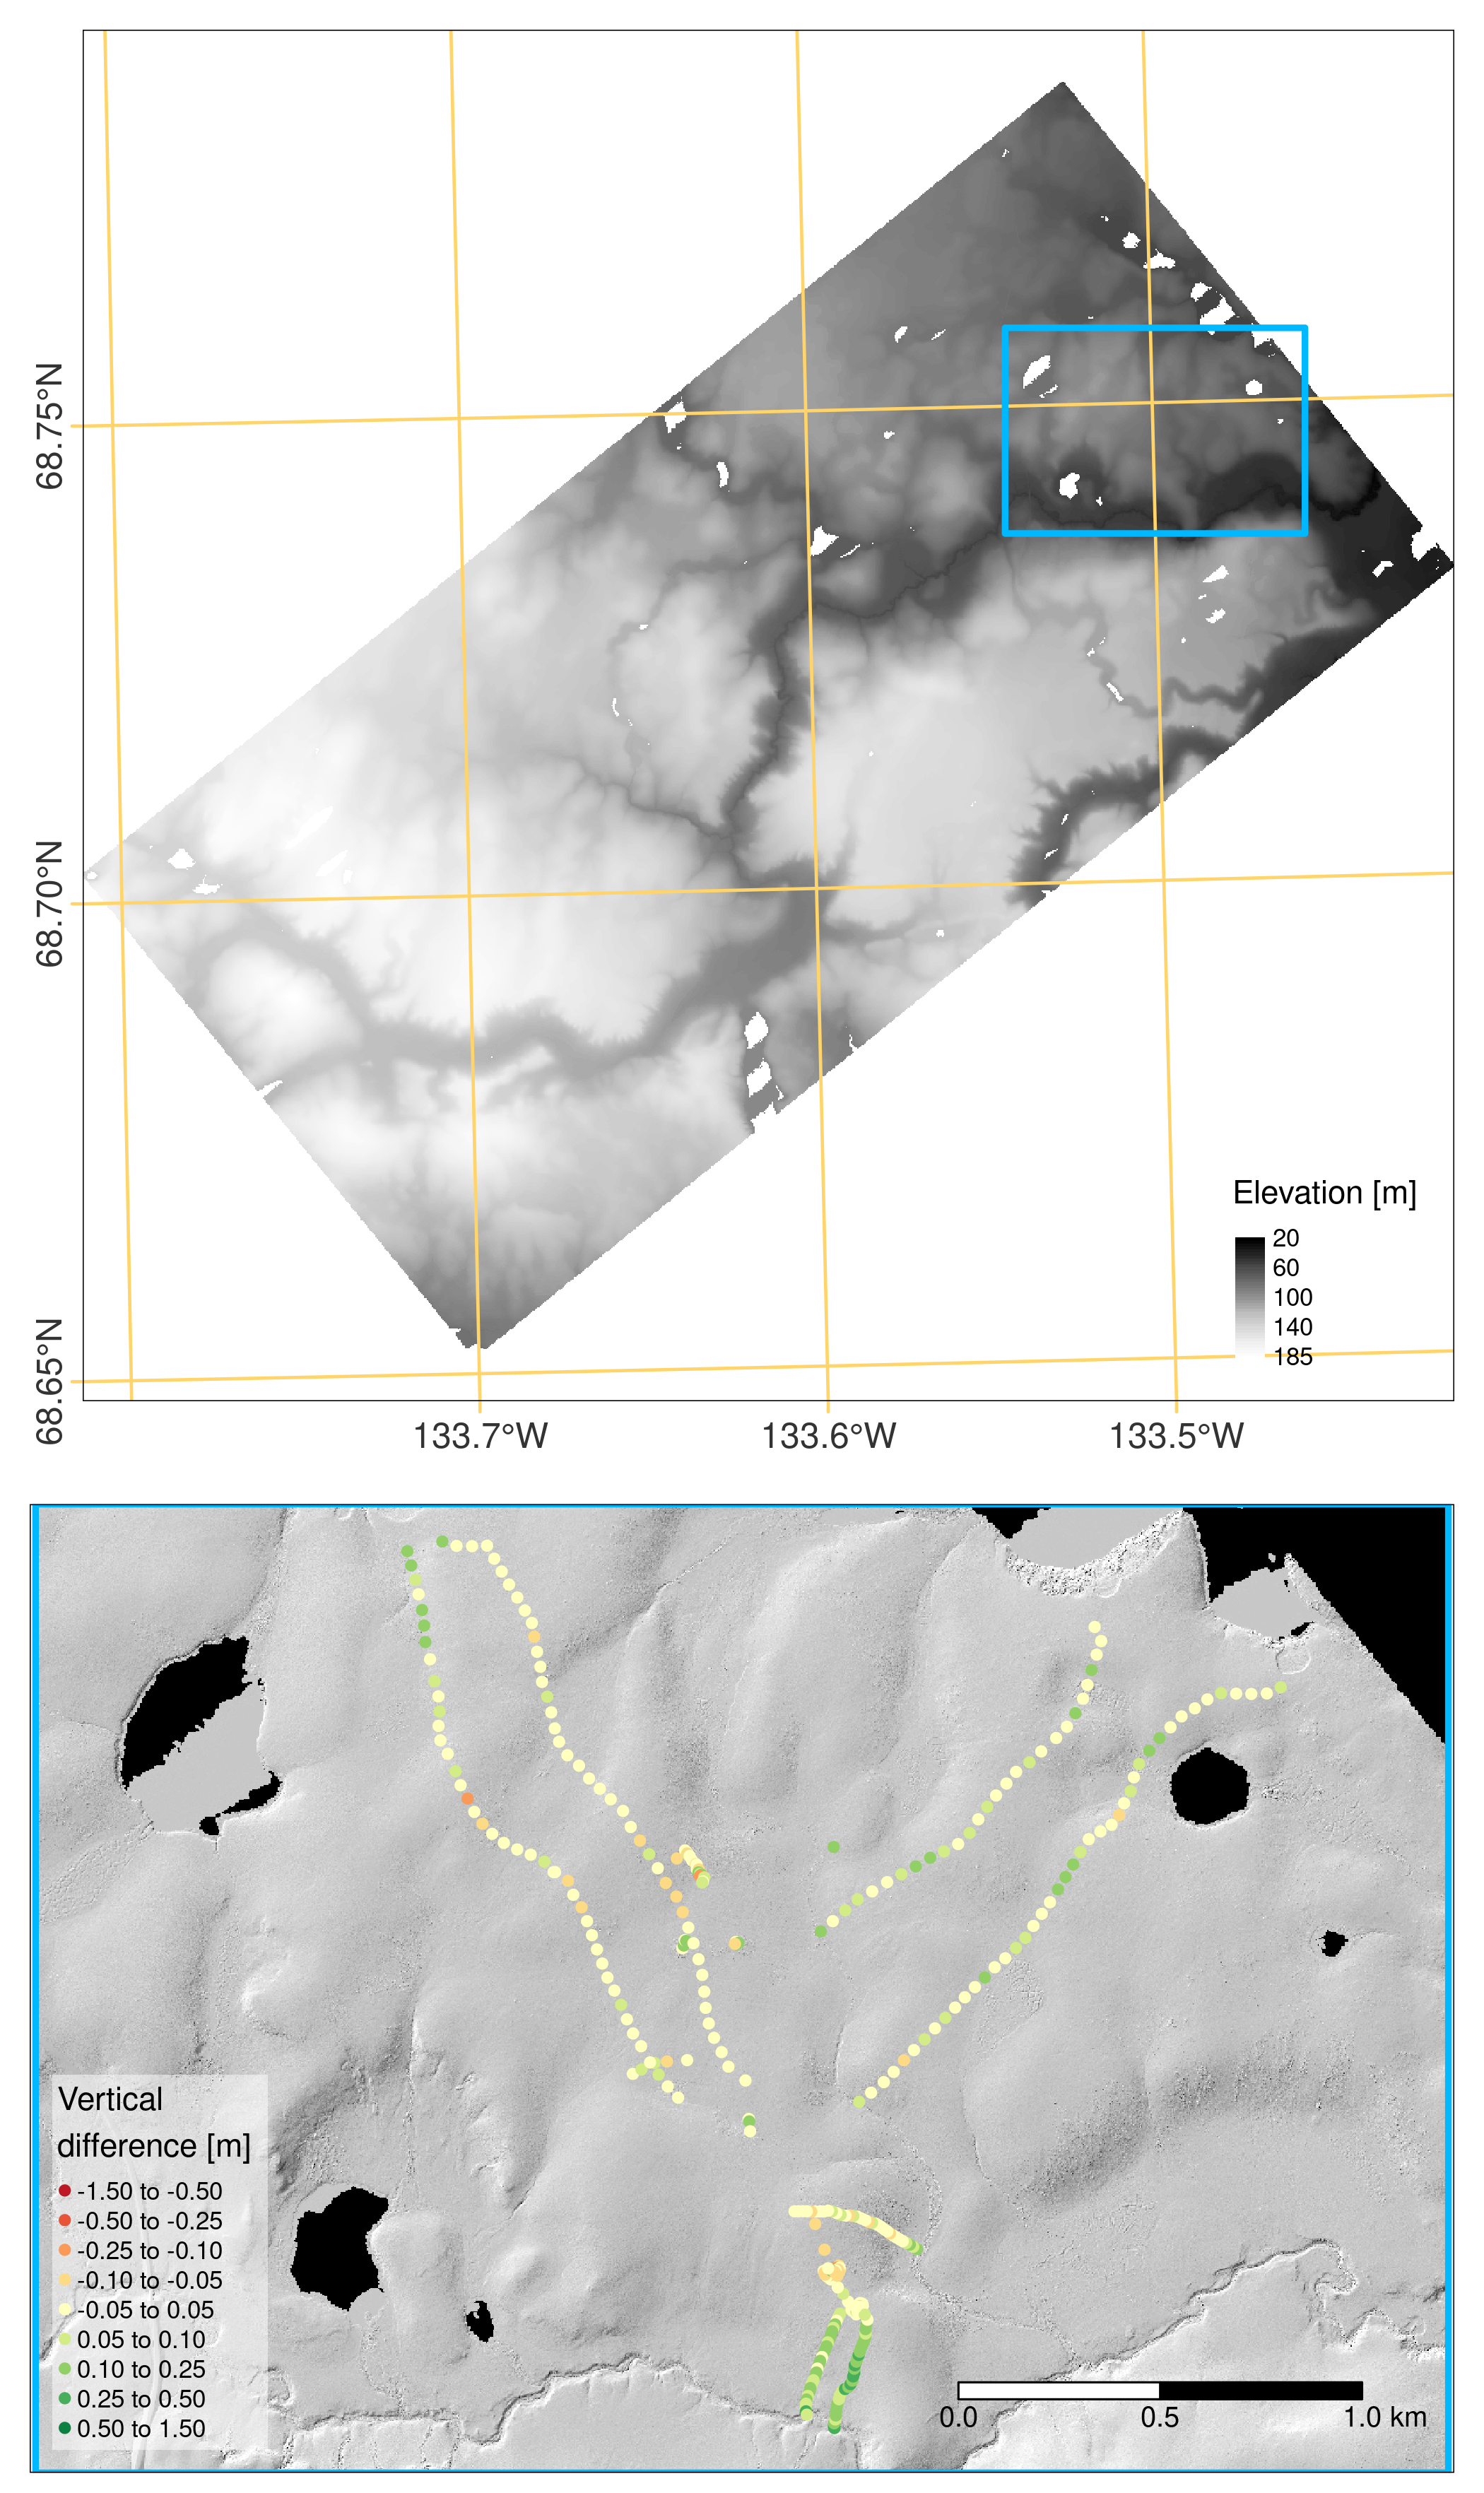 68.75°N
68.70°N
68.65°N
Elevation [m]
20
60
100
140
185
133.7°W
133.6°W
133.5°W
Vertical
difference [m]
-1.50 to -0.50
-0.50 to -0.25
-0.25 to -0.10
-0.10 to -0.05
-0.05 to 0.05
0.05 to 0.10
0.10 to 0.25
0.25 to 0.50
0.50 to 1.50
0.0 0.5 1.0 km